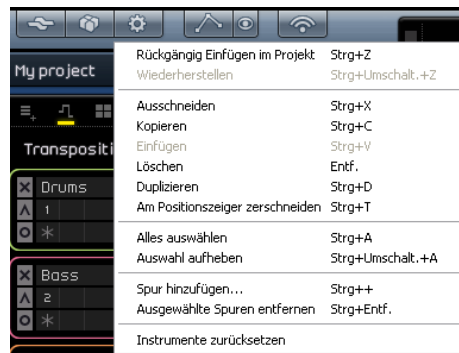 My project
Transpositi
Drums
1
Bass
2
Rückgängig Einfügen im Projekt Strg+Z
Wiederherstellen Strg+Umschalt.+Z
Ausschneiden Strg+X
Kopieren Strg+C
Einfügen Strg+V
Löschen Entf.
Duplizieren Strg+D
Am Positionszeiger zerschneiden Strg+T
Alles auswählen Strg+A
Auswahl aufheben Strg+Umschalt.+A
Spur hinzufügen... Strg++
Ausgewählte Spuren entfernen Strg+Entf.
Instrumente zurücksetzen